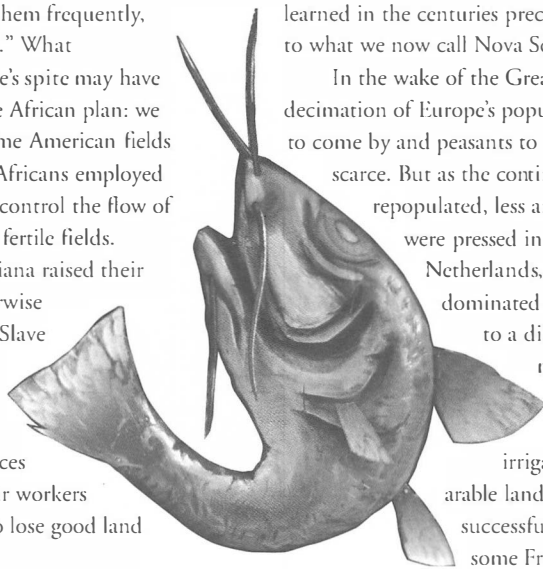 hem frequently,
.” What
e’s spite may have
e African plan: we
me American fields
Africans employed
control the flow of
fertile fields.
iana raised their
rwise
Slave
ces
r workers
o lose good land
learned in the centuries prec
to what we now call Nova Sc
In the wake of the Grea
decimation of Europe’s popu
to come by and peasants to
scarce. But as the conti
repopulated, less a
were pressed in
Netherlands,
dominated
to a di
irriga
arable land
successfu
some Fr